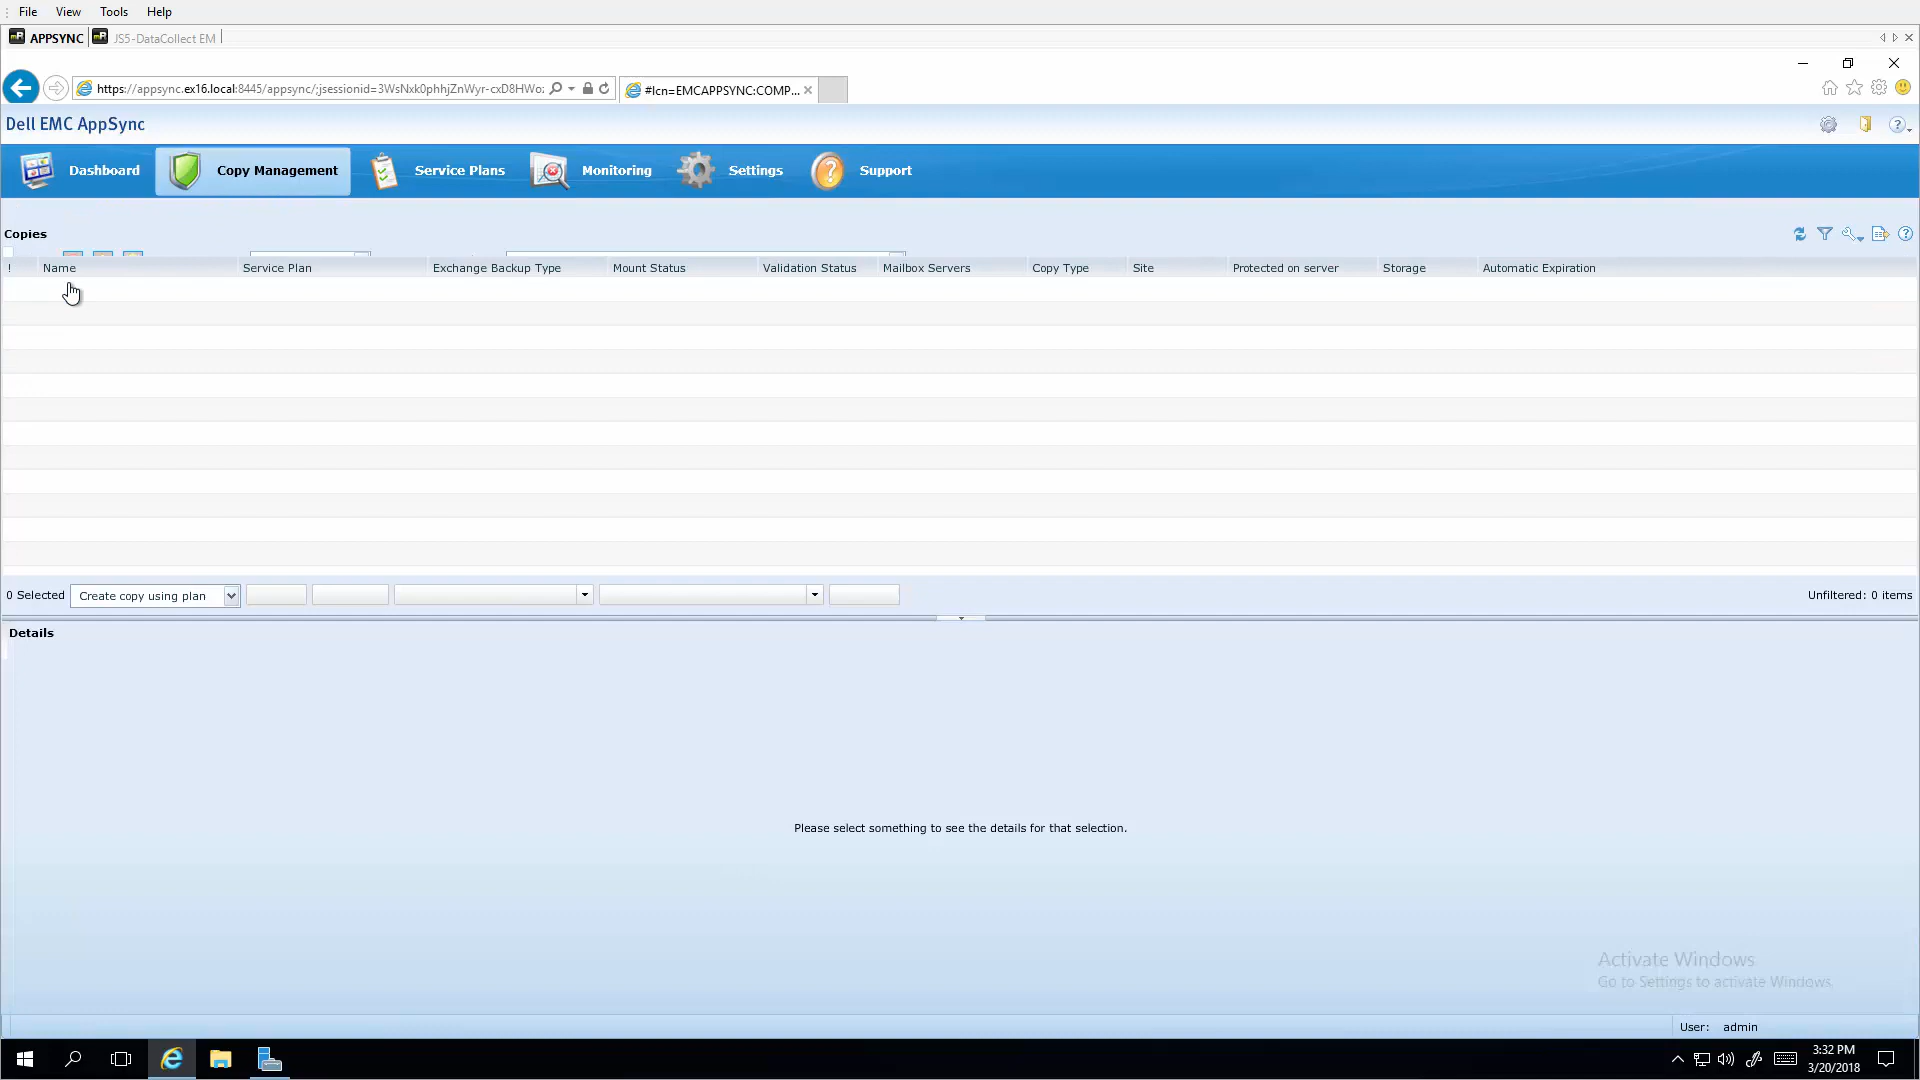 File View Tools Help
APPSYNC JS5-DataCollect EM
https://appsync.ex16.local:8445/appsync/;jsessionid=3WsNxk0phhjZnWyr-cxD8HWo: #lcn=EMCAPPSYNC:COMP...
Dell EMC AppSync
Dashboard Copy Management Service Plans Monitoring Settings Support
Copies
! Name Service Plan Exchange Backup Type Mount Status Validation Status Mailbox Servers Copy Type Site Protected on server Storage Automatic Expiration
0 Selected Create copy using plan Unfiltered: 0 items
Details
Please select something to see the details for that selection.
Activate Windows
Go to Settings to activate Windows.
User: admin
3:32 PM
3/20/2018